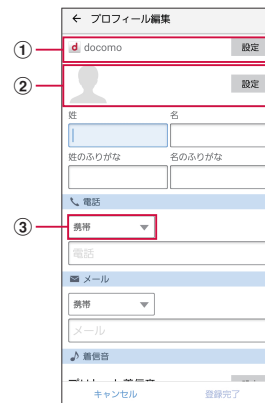 ← プロフィール編集
① d docomo 設定
② 設定
姓 名
姓のふりがな 名のふりがな
電話
③ 携帯 ▼
電話
メール
携帯 ▼
メール
♪ 着信音
キャンセル 登録完了